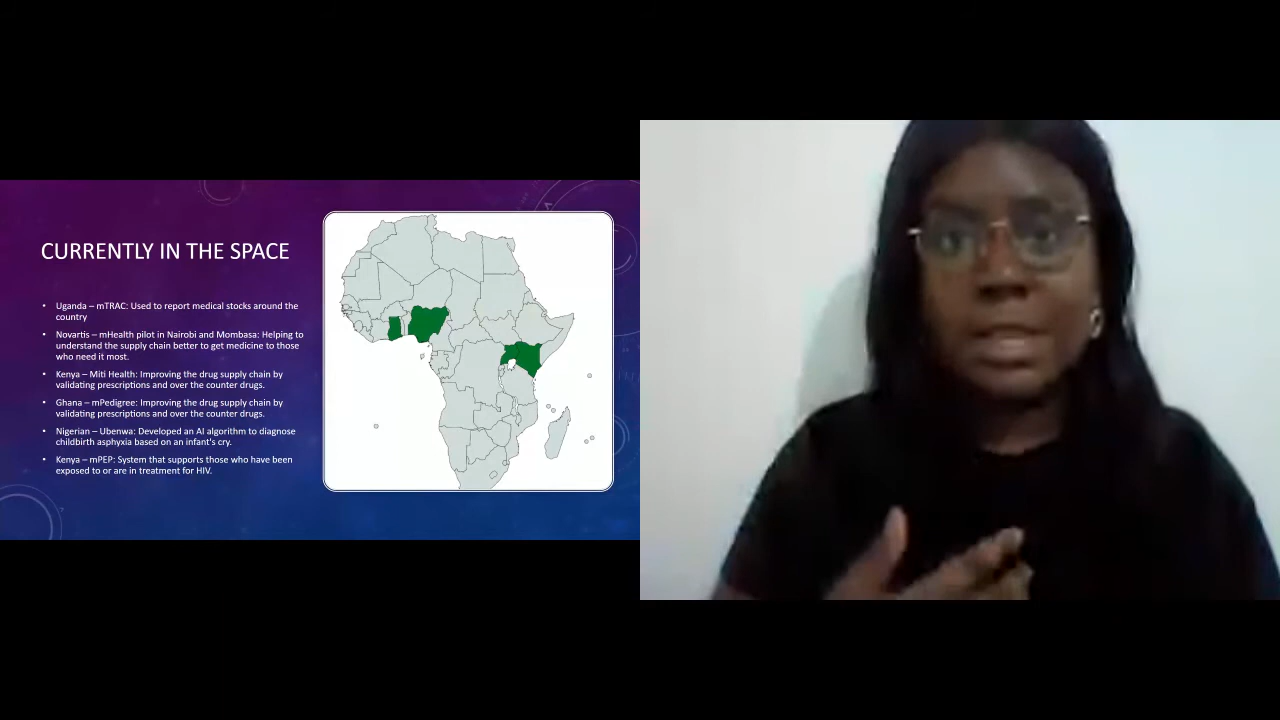 CURRENTLY IN THE SPACE
• Uganda – mTRAC: Used to report medical stocks around the
country
• Novartis – mHealth pilot in Nairobi and Mombasa: Helping to
understand the supply chain better to get medicine to those
who need it most.
• Kenya – Miti Health: Improving the drug supply chain by
validating prescriptions and over the counter drugs.
• Ghana – mPedigree: Improving the drug supply chain by
validating prescriptions and over the counter drugs.
• Nigerian – Ubenwa: Developed an AI algorithm to diagnose
childbirth asphyxia based on an infant's cry.
• Kenya – mPEP: System that supports those who have been
exposed to or are in treatment for HIV.